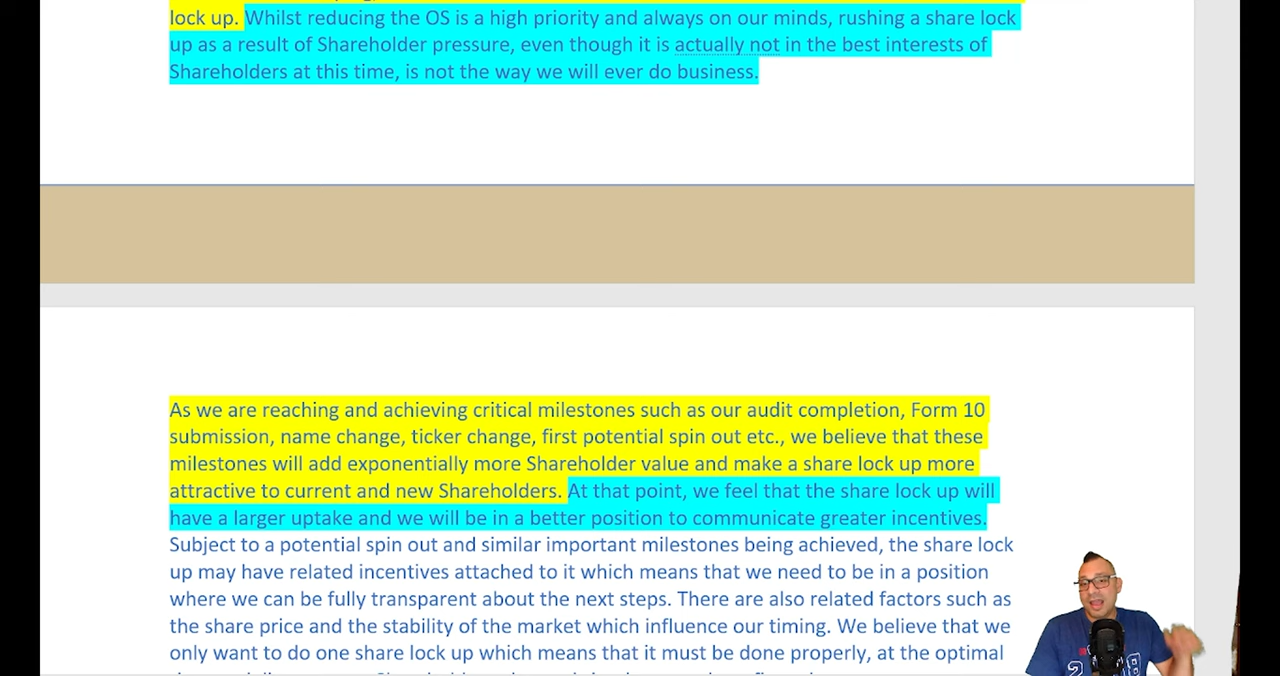 lock up. Whilst reducing the OS is a high priority and always on our minds, rushing a share lock
up as a result of Shareholder pressure, even though it is actually not in the best interests of
Shareholders at this time, is not the way we will ever do business.
As we are reaching and achieving critical milestones such as our audit completion, Form 10
submission, name change, ticker change, first potential spin out etc., we believe that these
milestones will add exponentially more Shareholder value and make a share lock up more
attractive to current and new Shareholders. At that point, we feel that the share lock up will
have a larger uptake and we will be in a better position to communicate greater incentives.
Subject to a potential spin out and similar important milestones being achieved, the share lock
up may have related incentives attached to it which means that we need to be in a position
where we can be fully transparent about the next steps. There are also related factors such as
the share price and the stability of the market which influence our timing. We believe that we
only want to do one share lock up which means that it must be done properly, at the optimal
2 8